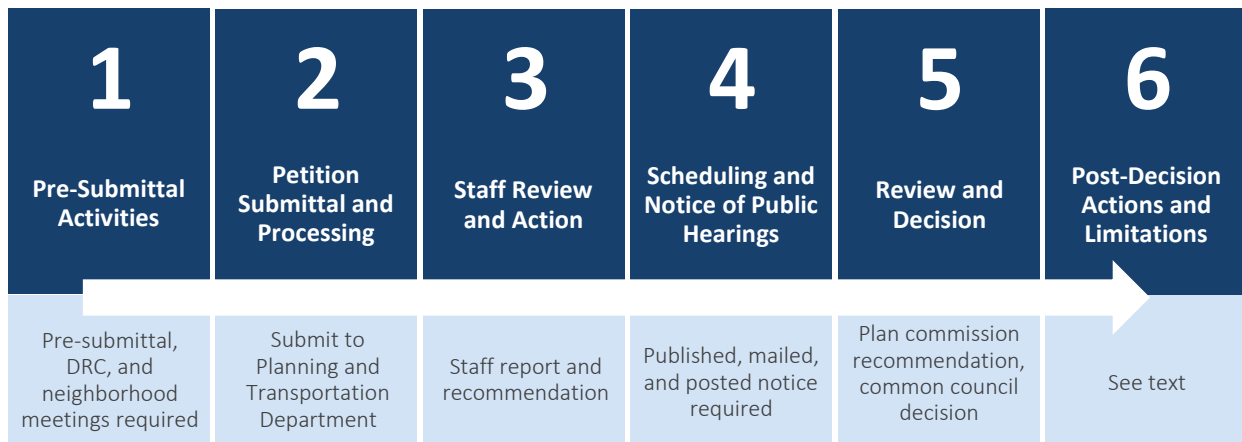 1
Pre-Submittal
Activities
Pre-submittal,
DRC, and
neighborhood
meetings required
2
Petition
Submittal and
Processing
Submit to
Planning and
Transportation
Department
3
Staff Review
and Action
Staff report and
recommendation
4
Scheduling and
Notice of Public
Hearings
Published, mailed,
and posted notice
required
5
Review and
Decision
Plan commission
recommendation,
common council
decision
6
Post-Decision
Actions and
Limitations
See text